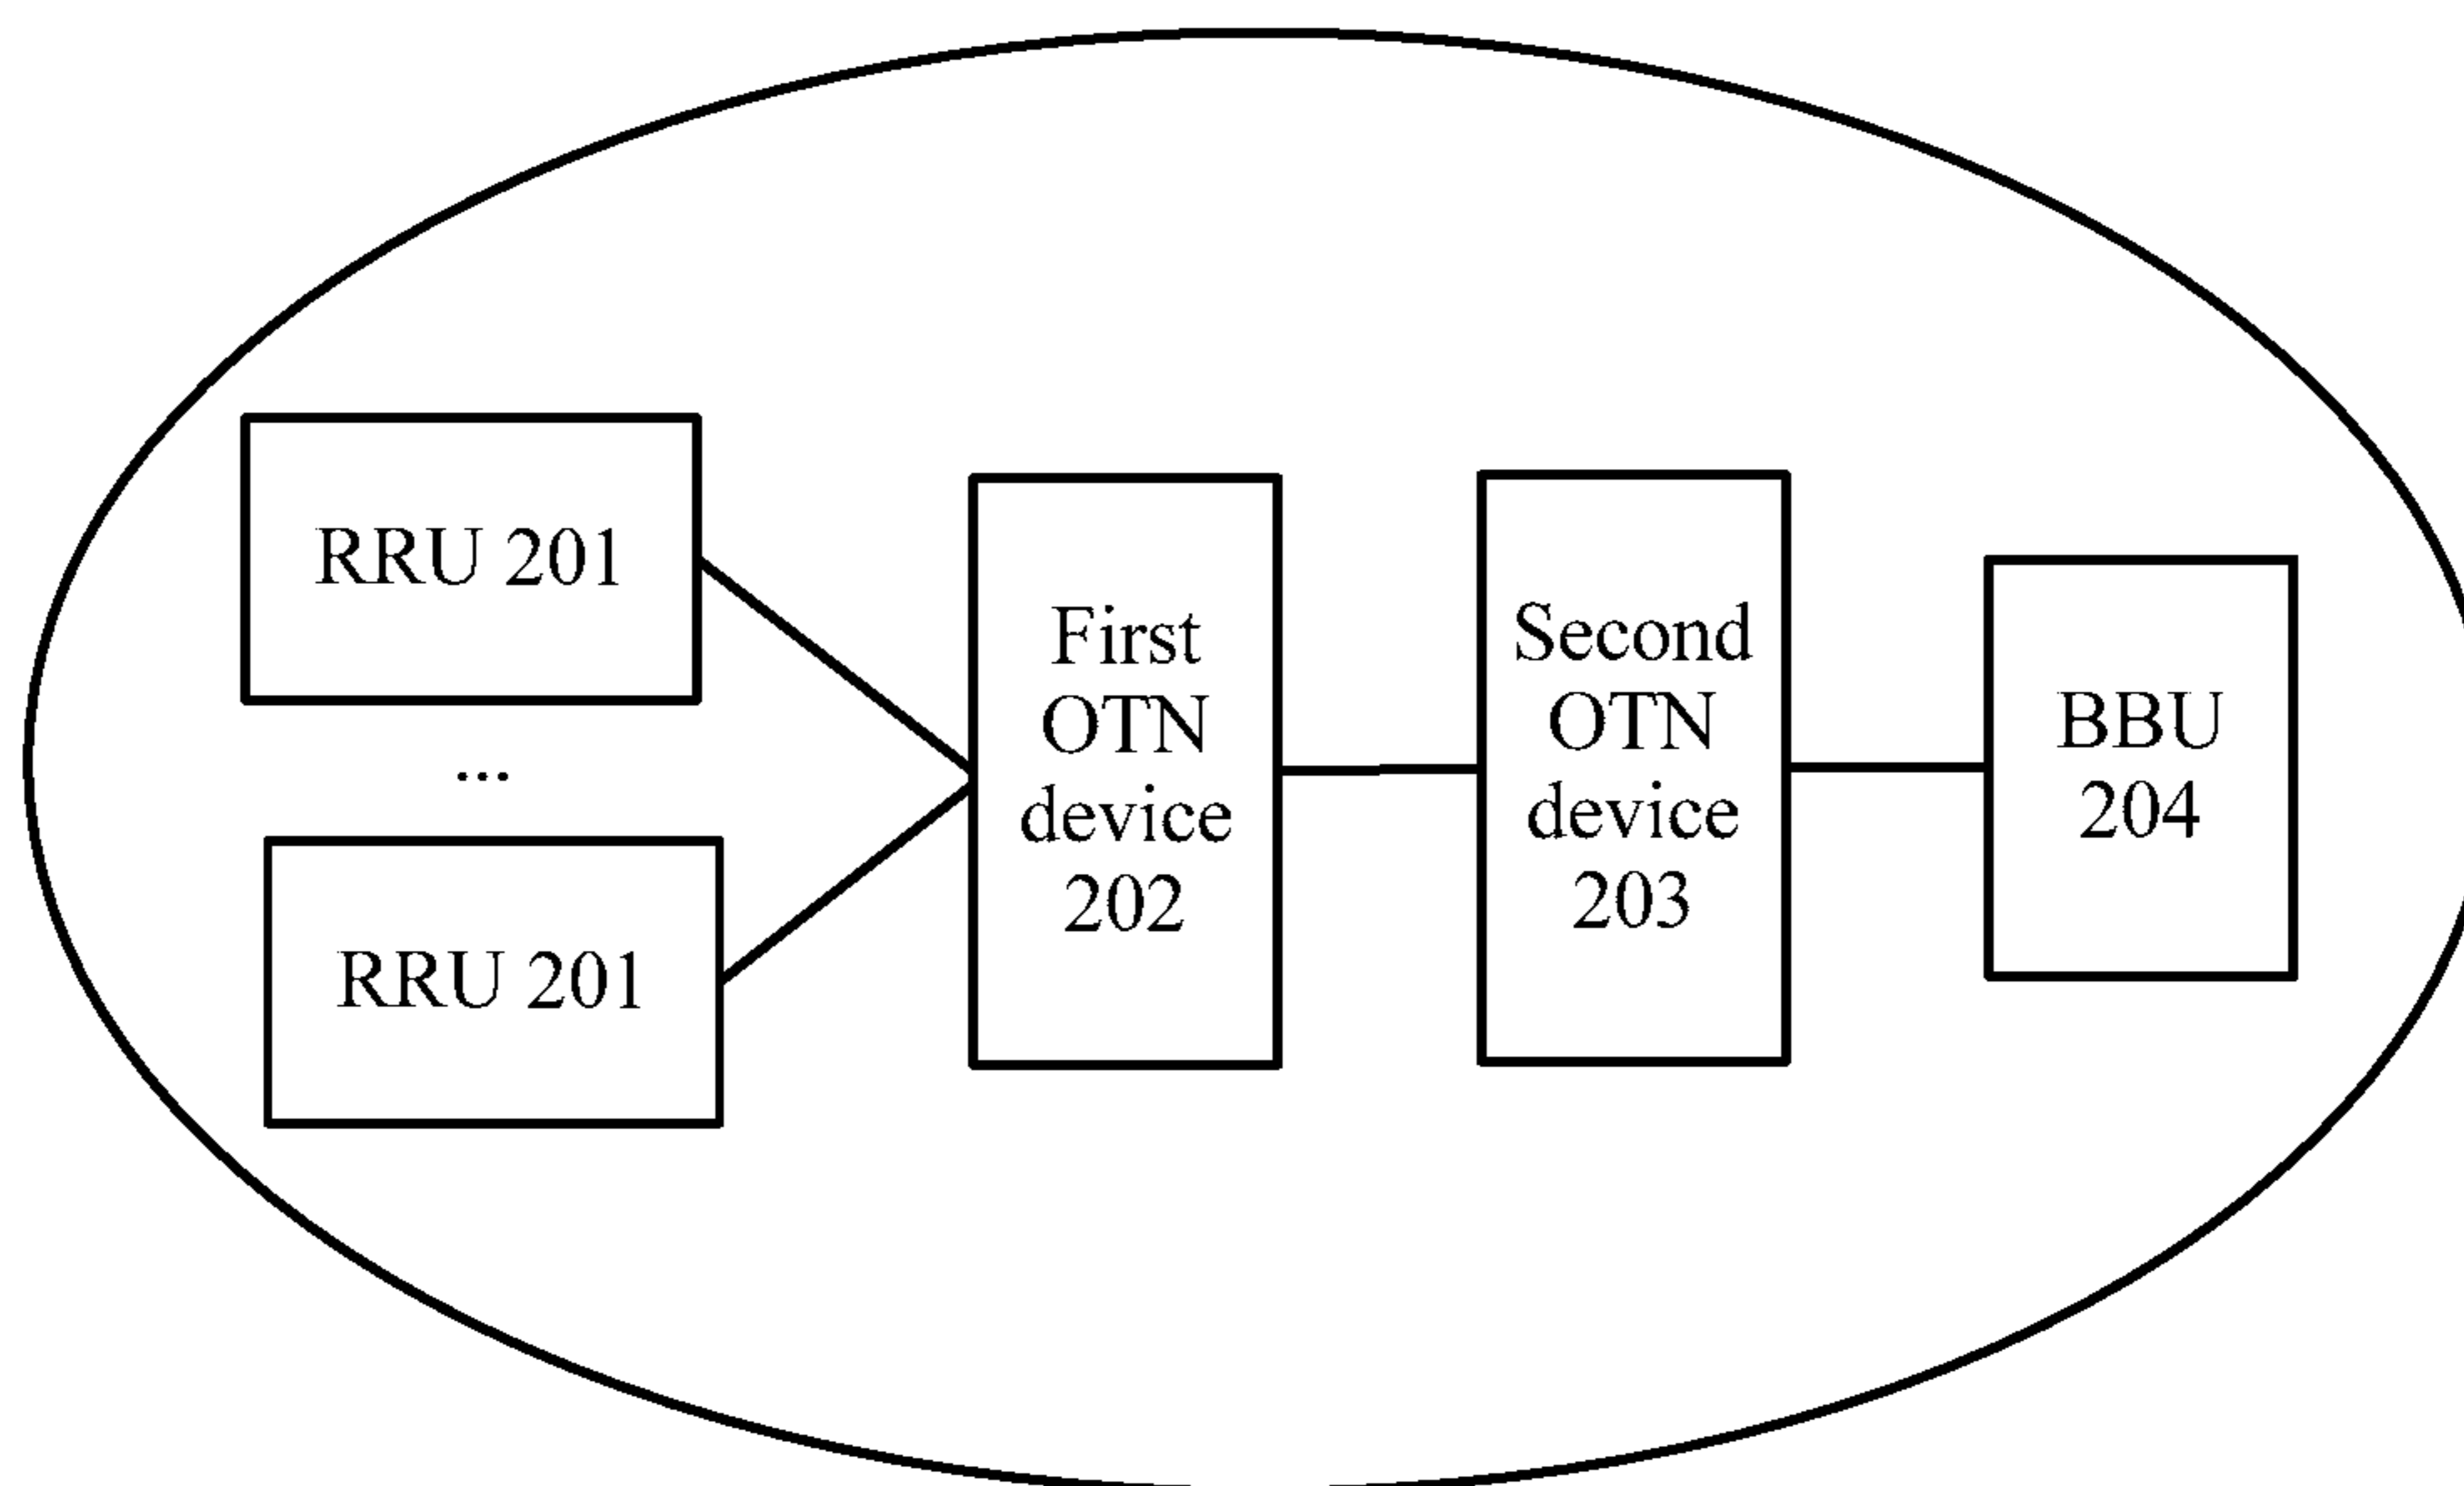 RRU 201
...
RRU 201
First
OTN
device
202
Second
OTN
device
203
BBU
204